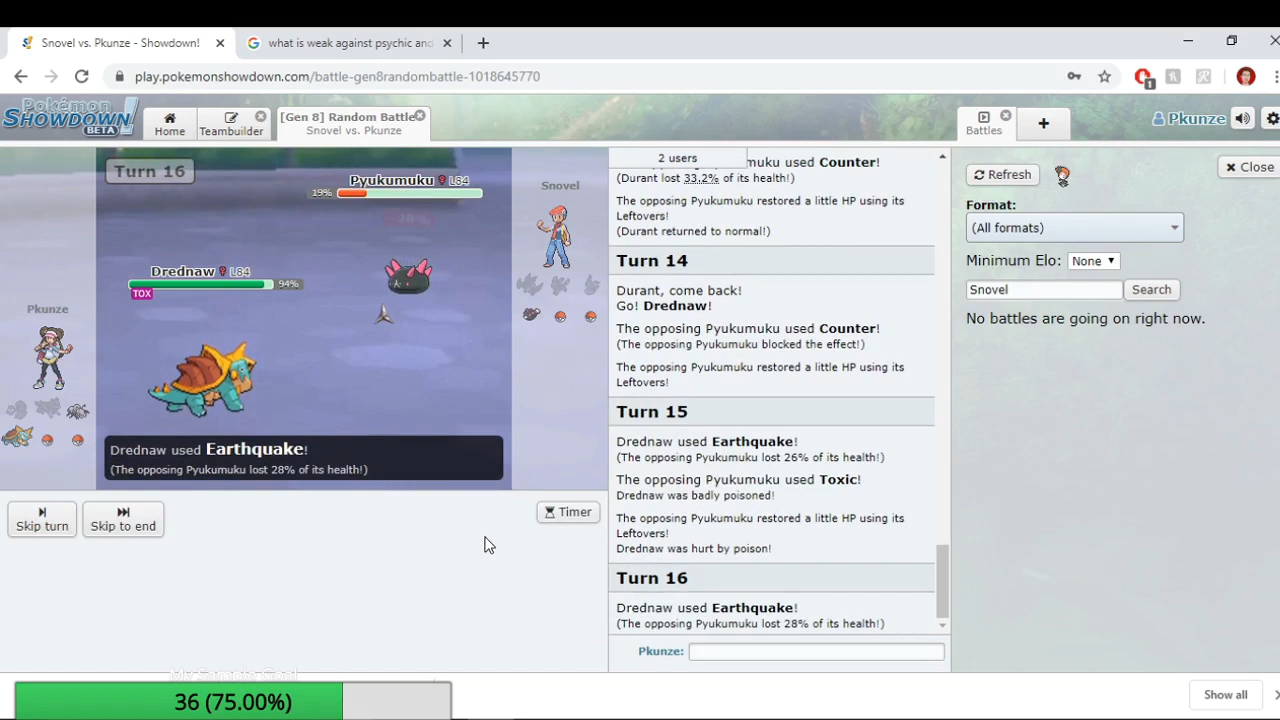 Snovel vs. Pkunze - Showdown!
what is weak against psychic and
play.pokemonshowdown.com/battle-gen8randombattle-1018645770
1
Pokémon
SHOWDOWN!
BETA
Home
Teambuilder
[Gen 8] Random Battle
Snovel vs. Pkunze
Battles
Pkunze
Turn 16
Pyukumuku L84
19%
28%
Drednaw L84
94%
TOX
Snovel
Pkunze
Drednaw used Earthquake!
(The opposing Pyukumuku lost 28% of its health!)
Skip turn
Skip to end
Timer
2 users
muku used Counter!
(Durant lost 33.2% of its health!)
The opposing Pyukumuku restored a little HP using its
Leftovers!
(Durant returned to normal!)
Turn 14
Durant, come back!
Go! Drednaw!
The opposing Pyukumuku used Counter!
(The opposing Pyukumuku blocked the effect!)
The opposing Pyukumuku restored a little HP using its
Leftovers!
Turn 15
Drednaw used Earthquake!
(The opposing Pyukumuku lost 26% of its health!)
The opposing Pyukumuku used Toxic!
Drednaw was badly poisoned!
The opposing Pyukumuku restored a little HP using its
Leftovers!
Drednaw was hurt by poison!
Turn 16
Drednaw used Earthquake!
(The opposing Pyukumuku lost 28% of its health!)
Pkunze:
Refresh
Close
Format:
(All formats)
Minimum Elo: None
Snovel
Search
No battles are going on right now.
My Sample Goal
36 (75.00%)
Show all